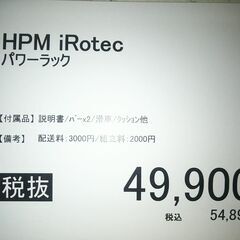 HPM iRotec
パワーラック
【付属品】説明書/ﾊﾞｰx2/滑車/ｸｯｼｮﾝ他
【備考】 配送料:3000円/組立料:2000円
税抜 49,900
税込 54,89